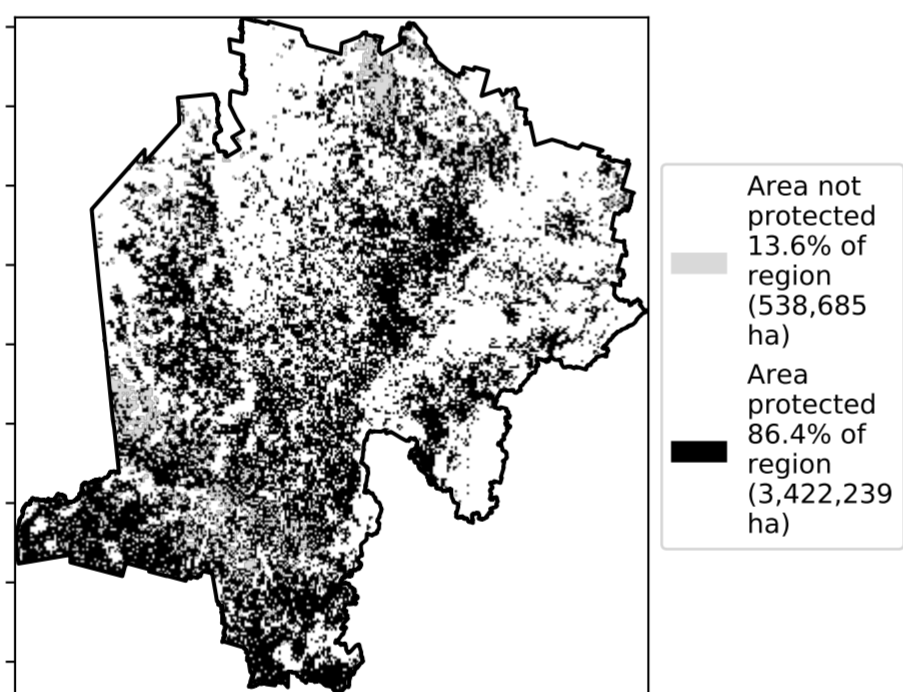 Area not
protected
13.6% of
region
(538,685
ha)
Area
protected
86.4% of
region
(3,422,239
ha)